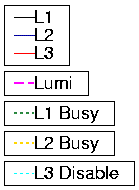 L1
L2
L3
Lumi
L1 Busy
L2 Busy
L3 Disable